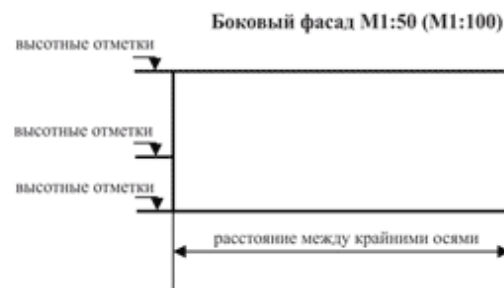 Боковый фасад М1:50 (М1:100)
высотные отметки
высотные отметки
высотные отметки
расстояние между крайними осями